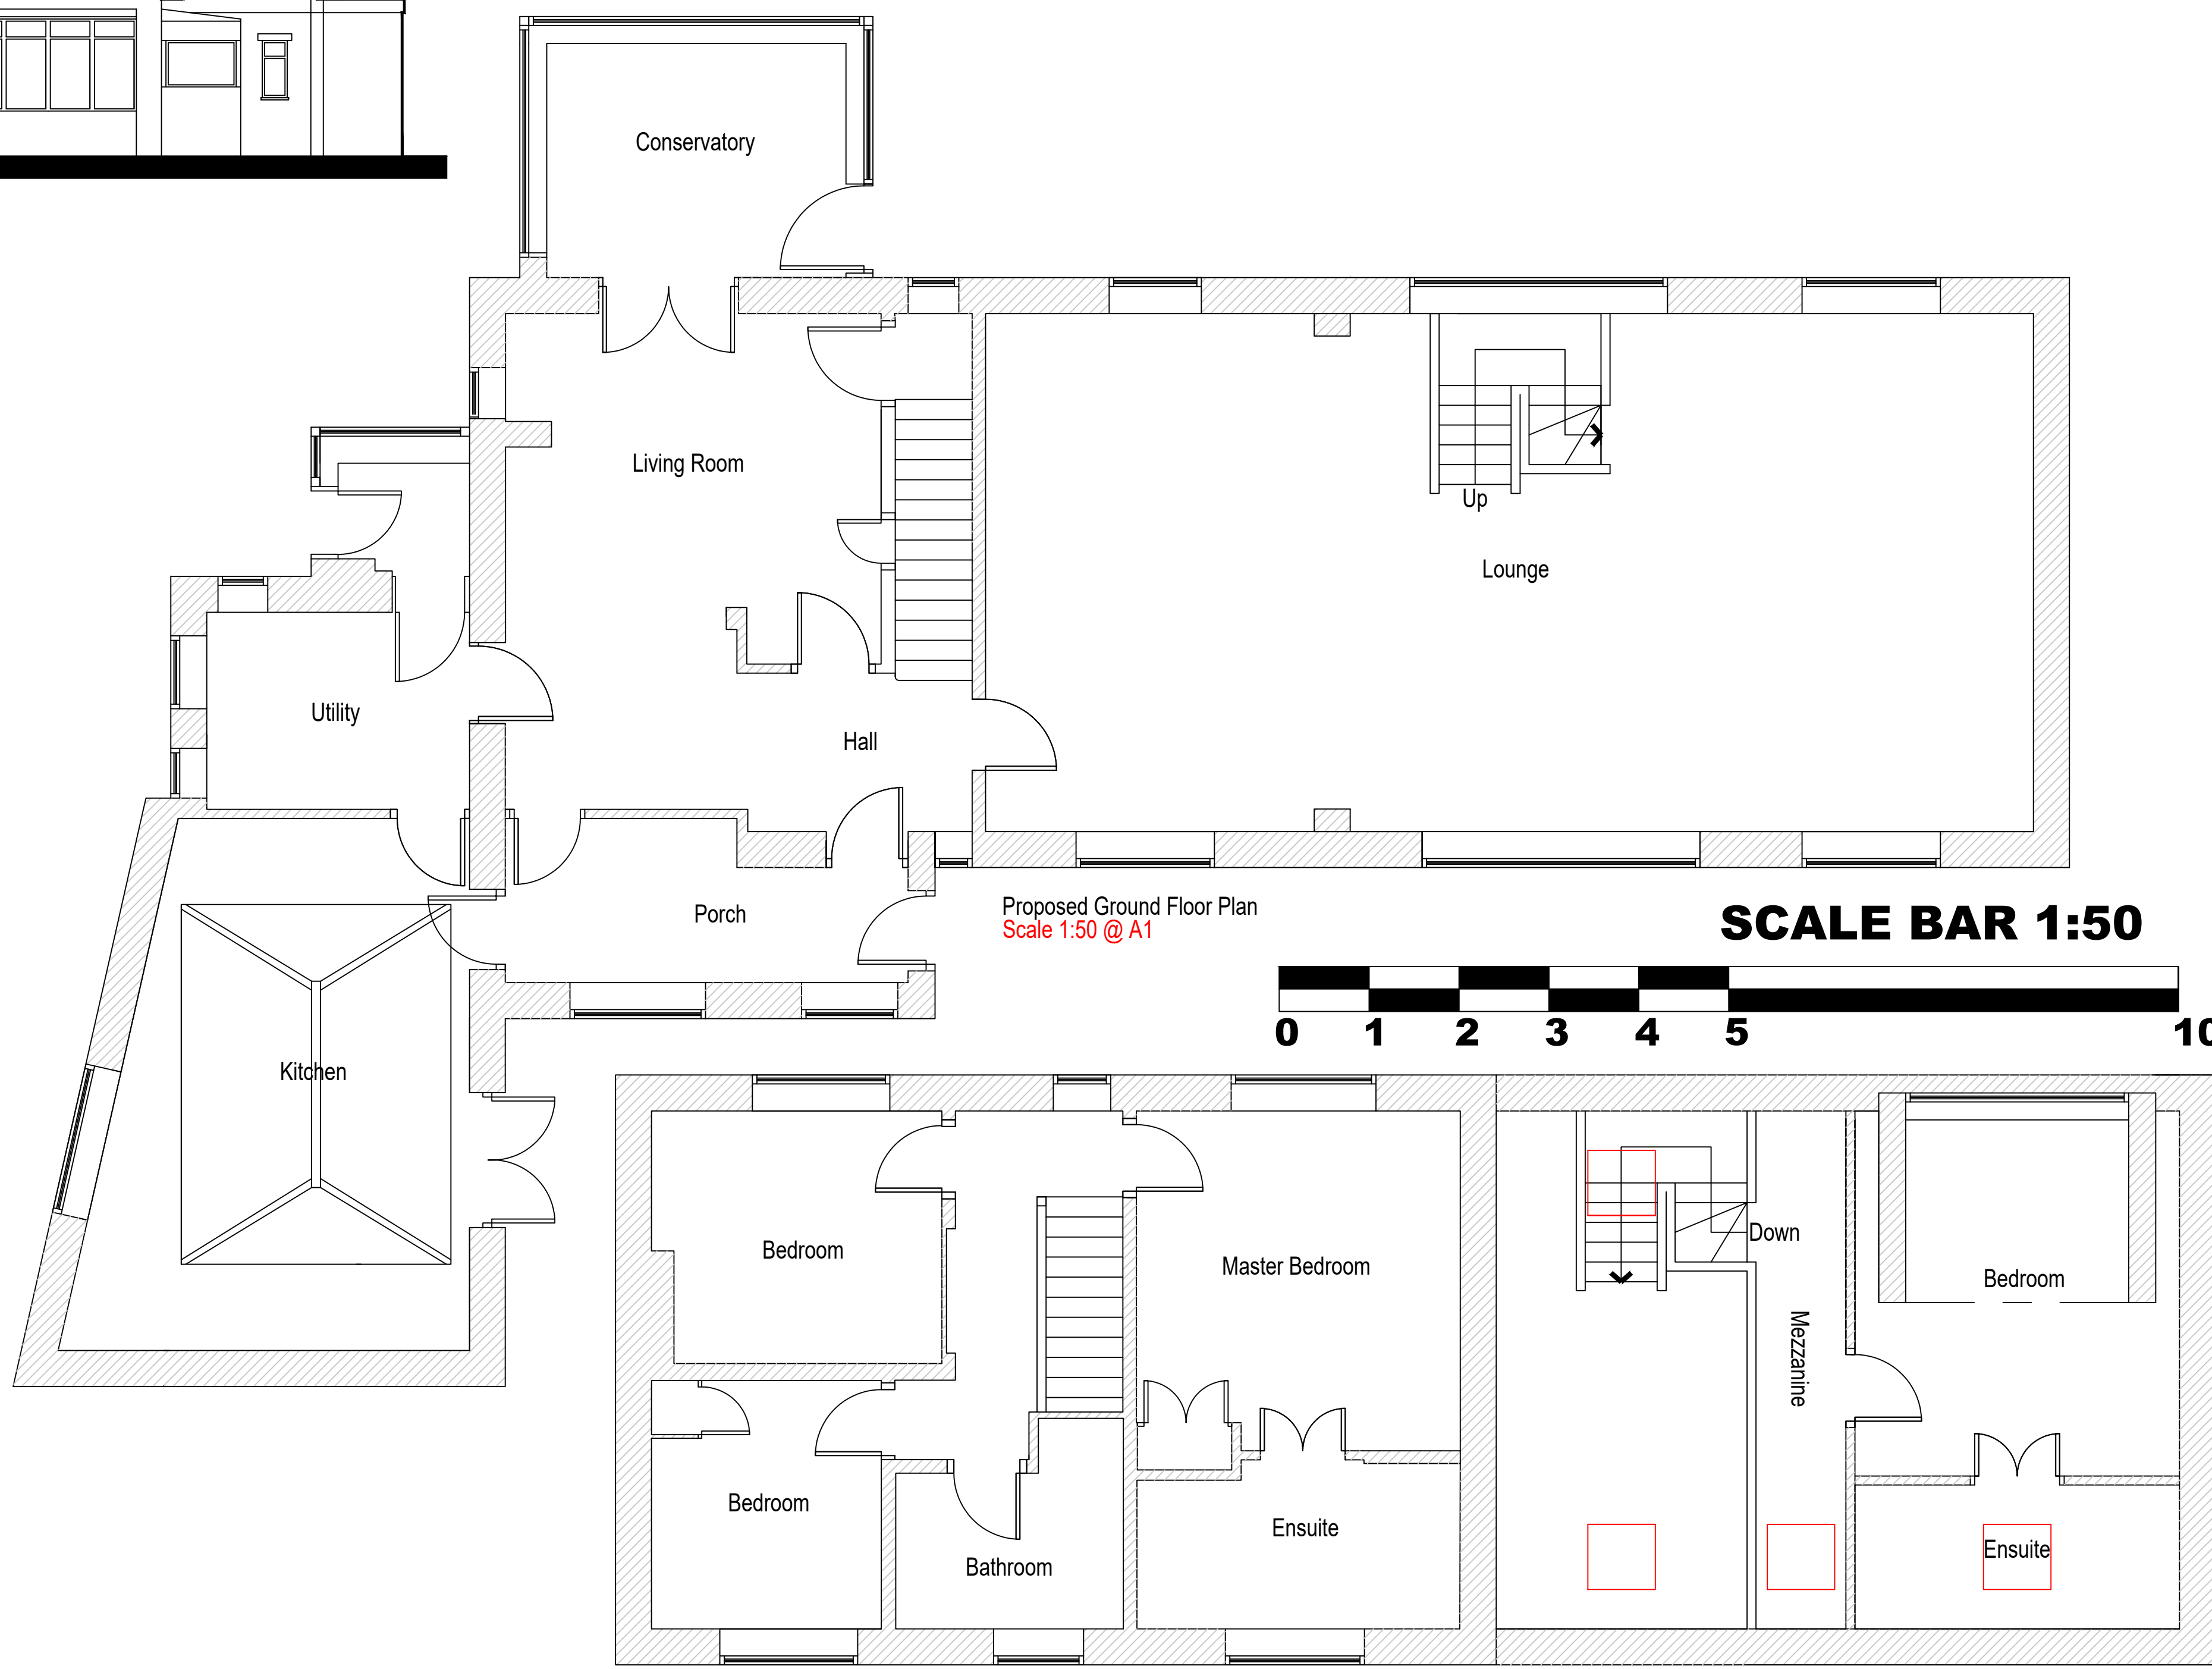 Conservatory
Living Room
Up
Lounge
Utility
Hall
Porch
Proposed Ground Floor Plan
Scale 1:50 @ A1
SCALE BAR 1:50
0 1 2 3 4 5 10
Kitchen
Bedroom
Master Bedroom
Down
Bedroom
Mezzanine
Bedroom
Ensuite
Bathroom
Ensuite